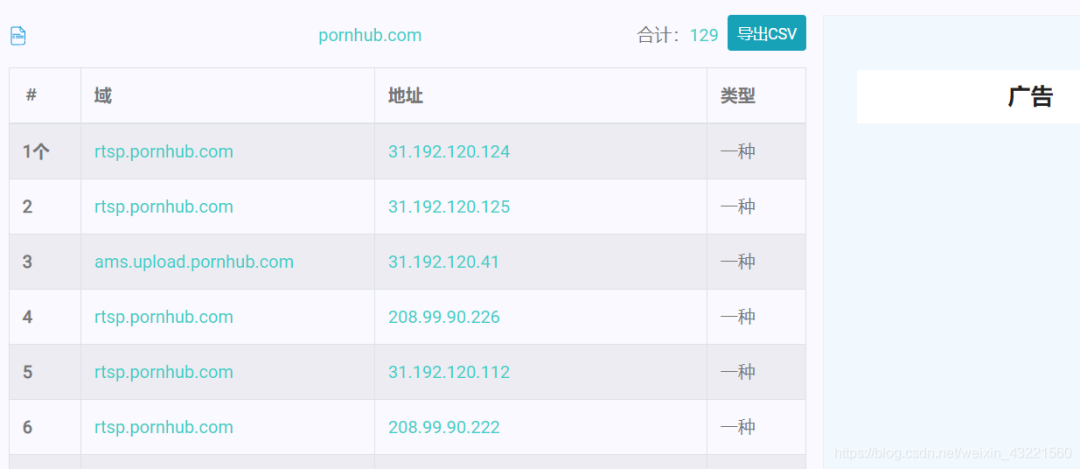 pornhub.com 合计：129 导出CSV
# 域 地址 类型
1个 rtsp.pornhub.com 31.192.120.124 一种
2 rtsp.pornhub.com 31.192.120.125 一种
3 ams.upload.pornhub.com 31.192.120.41 一种
4 rtsp.pornhub.com 208.99.90.226 一种
5 rtsp.pornhub.com 31.192.120.112 一种
6 rtsp.pornhub.com 208.99.90.222 一种
广告
https://blog.csdn.net/weixin_43221560